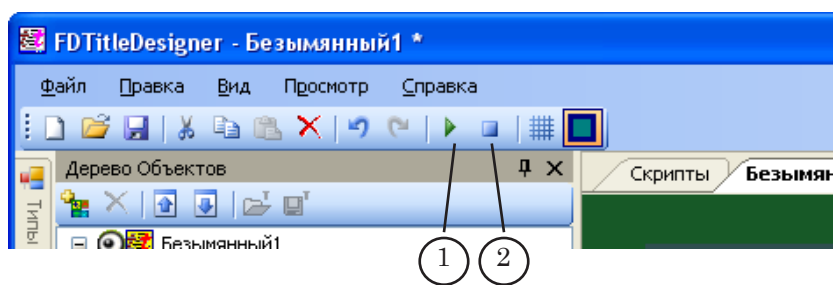 FDTitleDesigner - Безымянный1 *
Файл Правка Вид Просмотр Справка
Дерево Объектов
Скрипты Безымян
Типы
Безымянный1
1 2